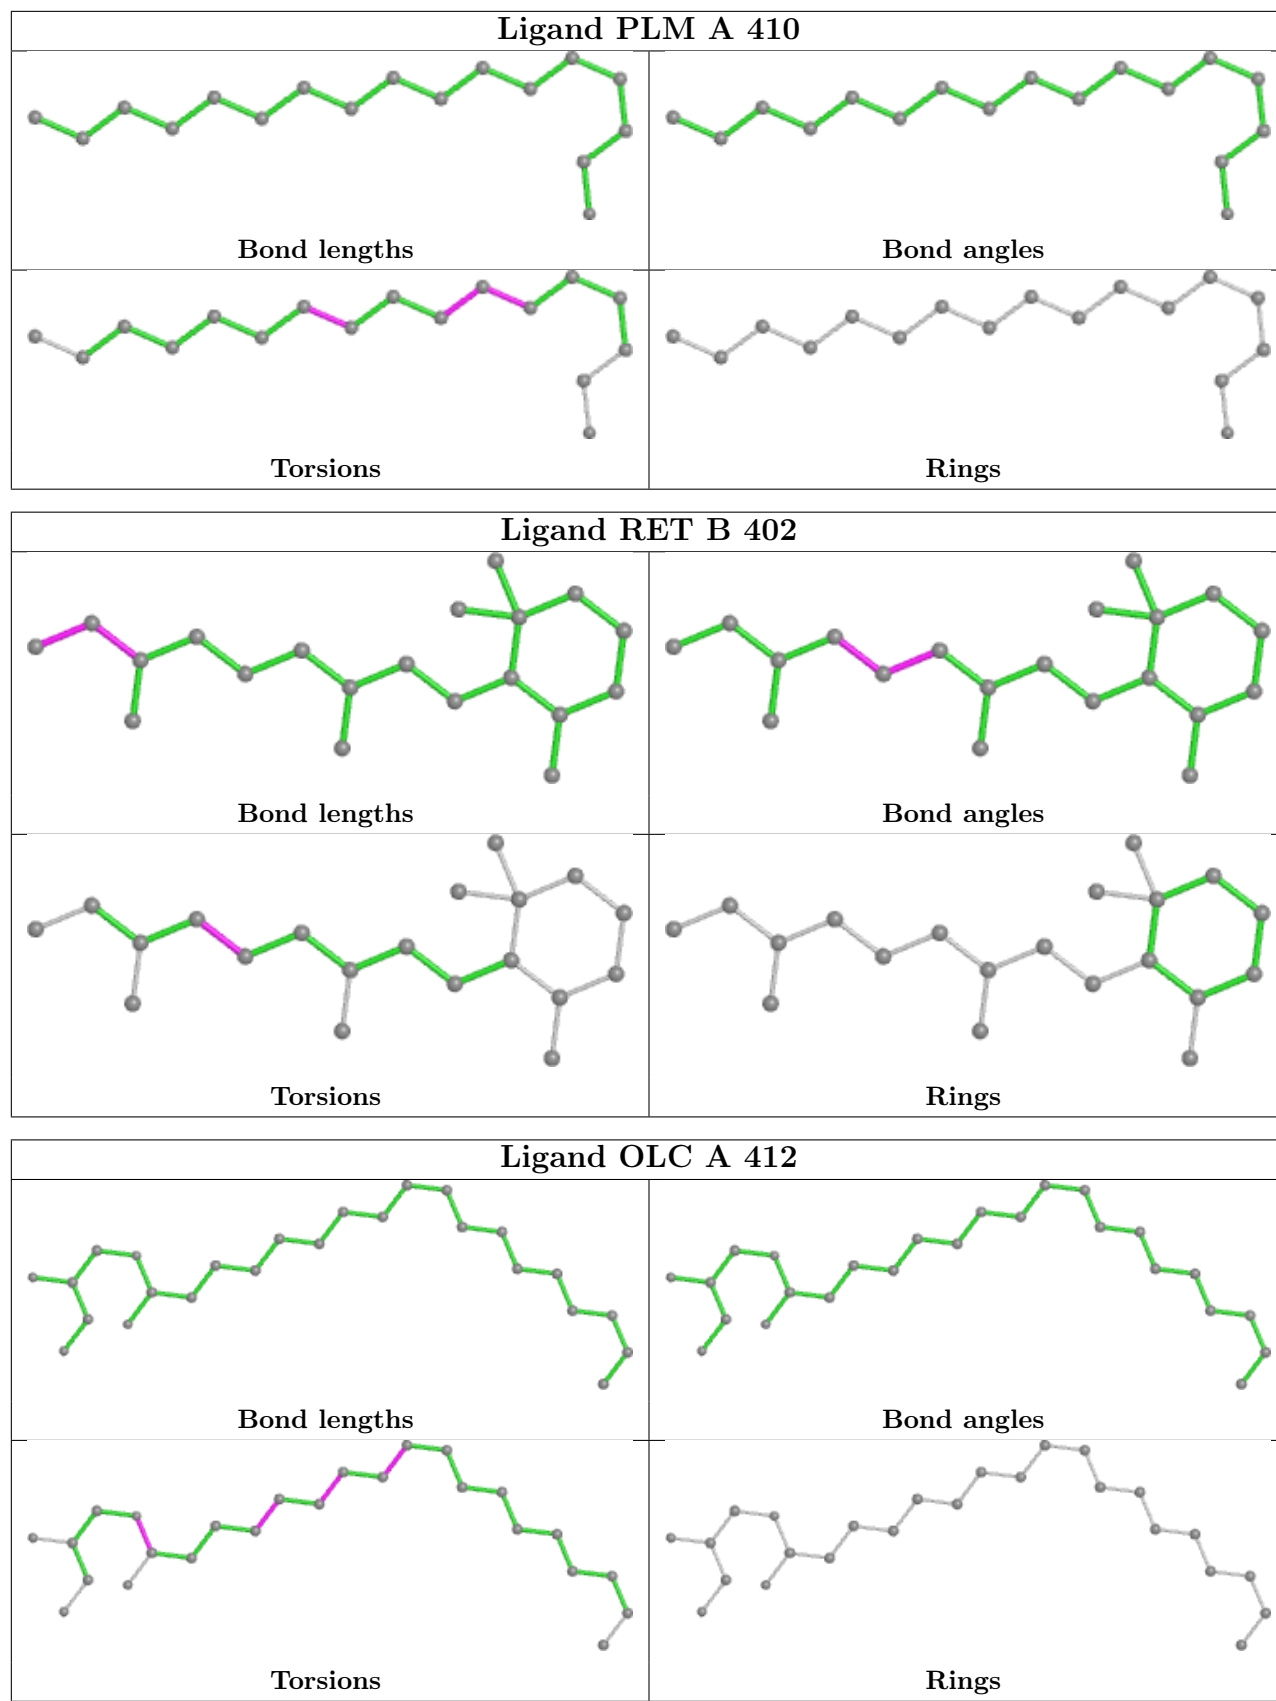 Ligand PLM A 410
Bond lengths
Bond angles
Torsions
Rings
Ligand RET B 402
Bond lengths
Bond angles
Torsions
Rings
Ligand OLC A 412
Bond lengths
Bond angles
Torsions
Rings